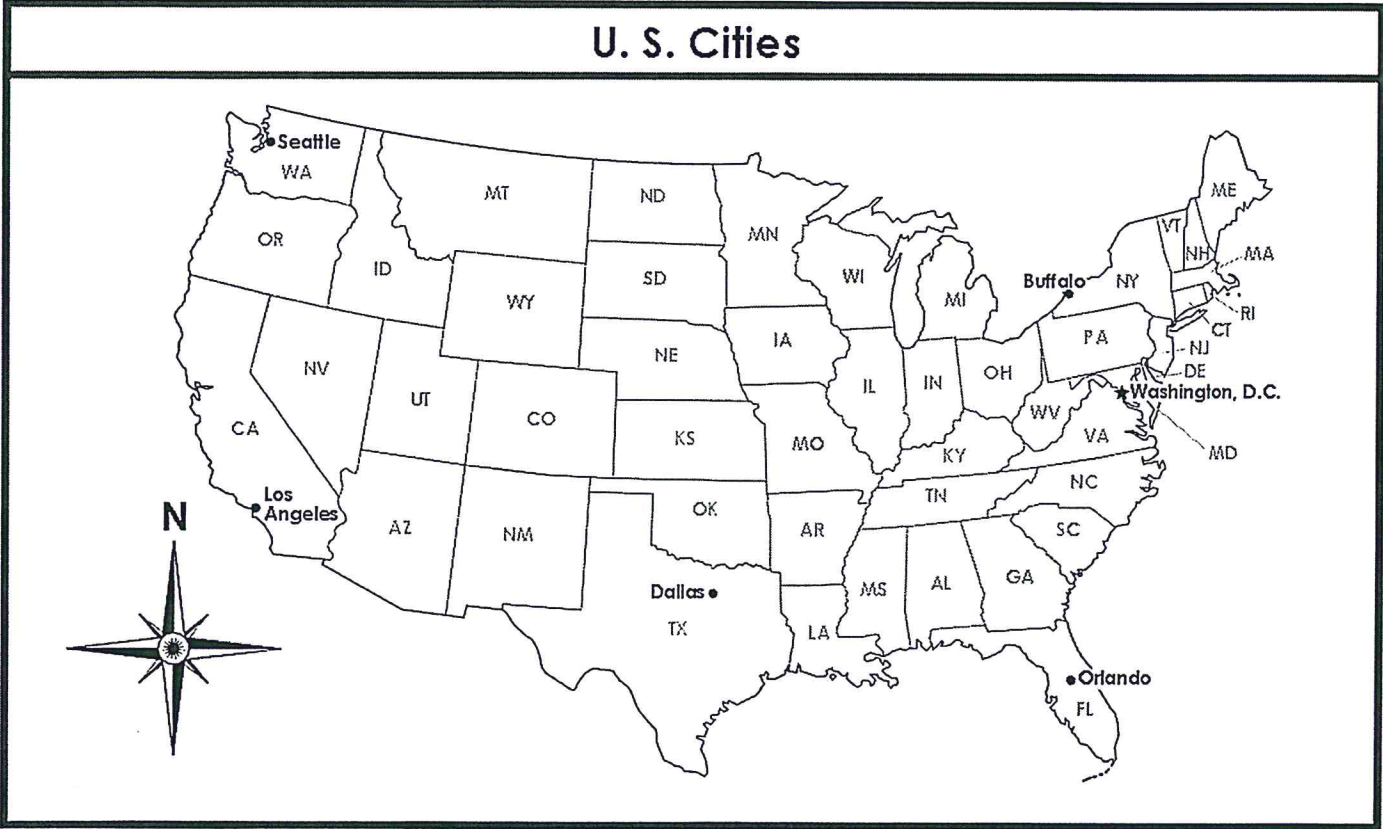 U. S. Cities
Seattle
WA
MT
ND
MN
ME
VT
NH
MA
OR
ID
SD
WI
MI
Buffalo
NY
WY
RI
CT
IA
PA
NJ
NE
NV
UT
CO
IL
IN
OH
DE
Washington, D.C.
WV
VA
MD
CA
KS
MO
KY
Los
Angeles
N
AZ
NM
OK
AR
TN
NC
SC
MS
AL
GA
Dallas
TX
LA
Orlando
FL